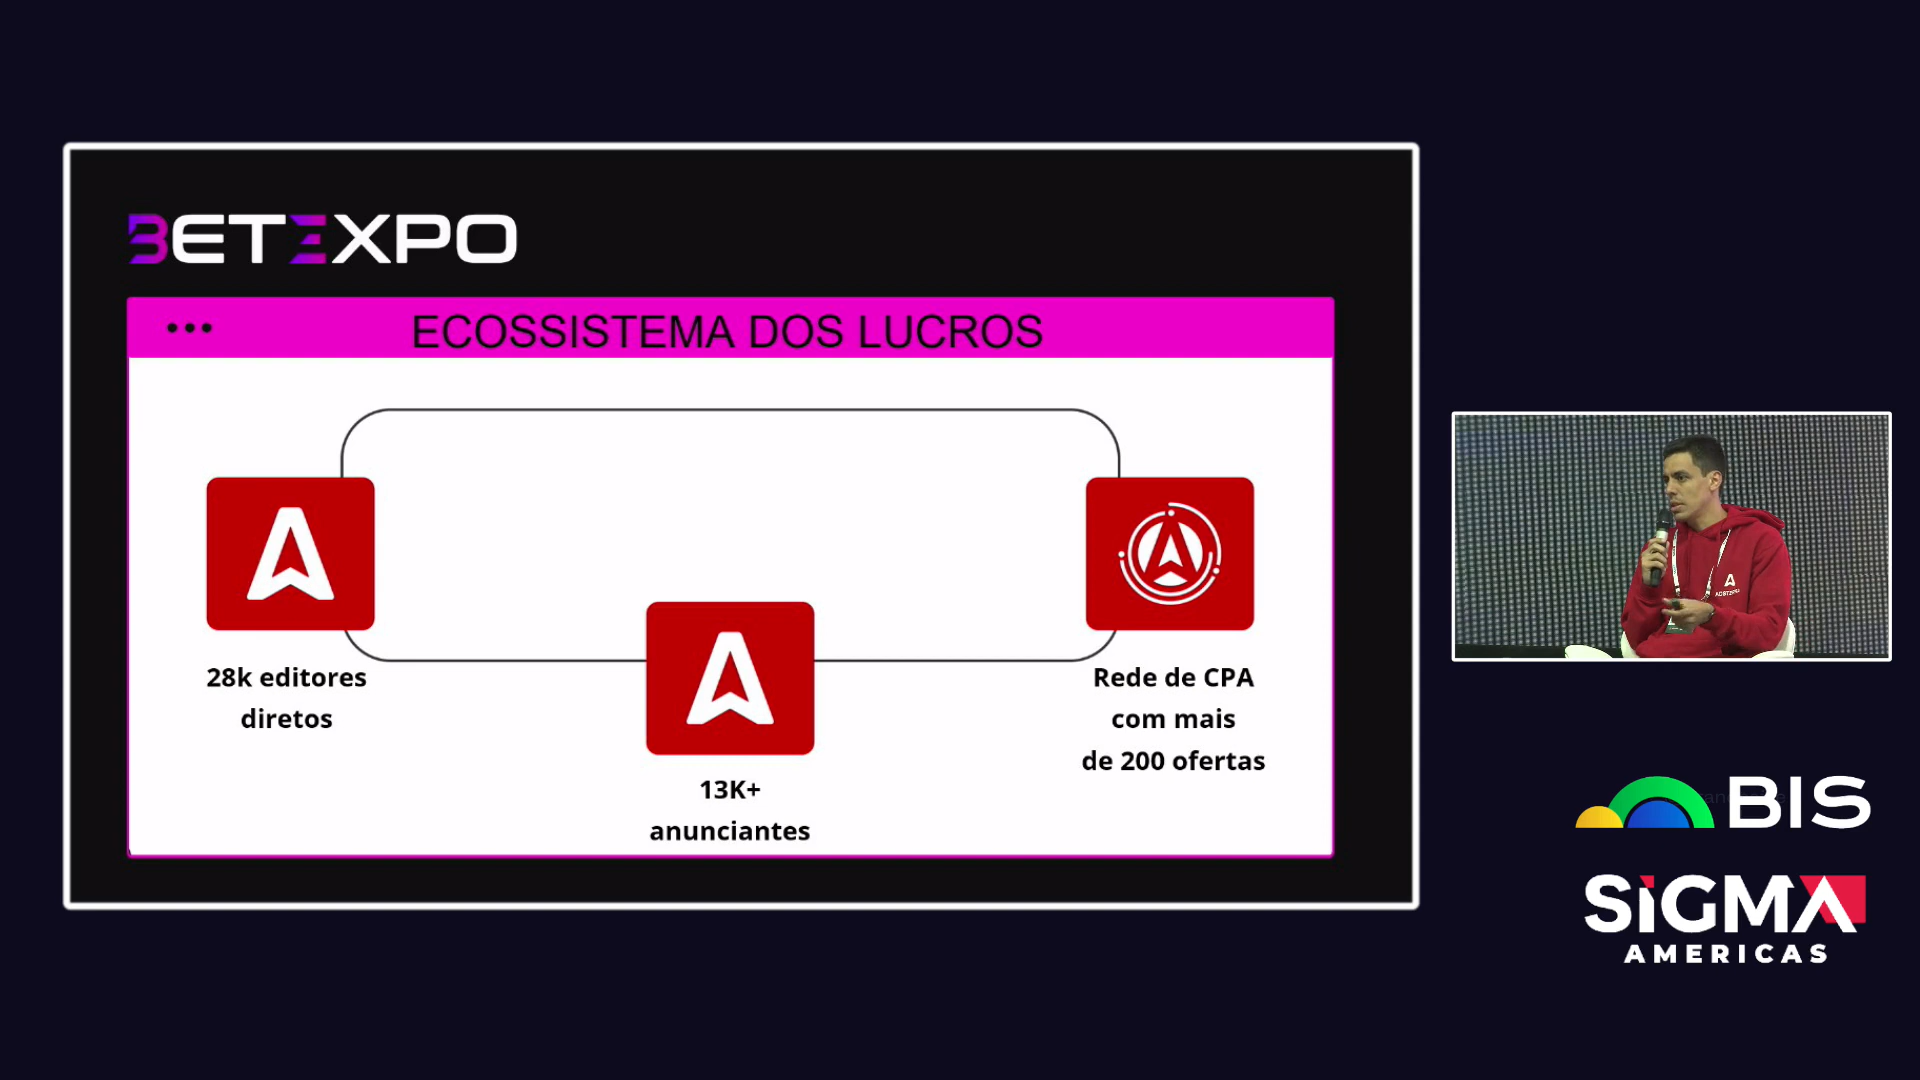 BETEXPO
ECOSSISTEMA DOS LUCROS
28k editores
diretos
13K+
anunciantes
Rede de CPA
com mais
de 200 ofertas
BIS
SiGMA
AMERICAS